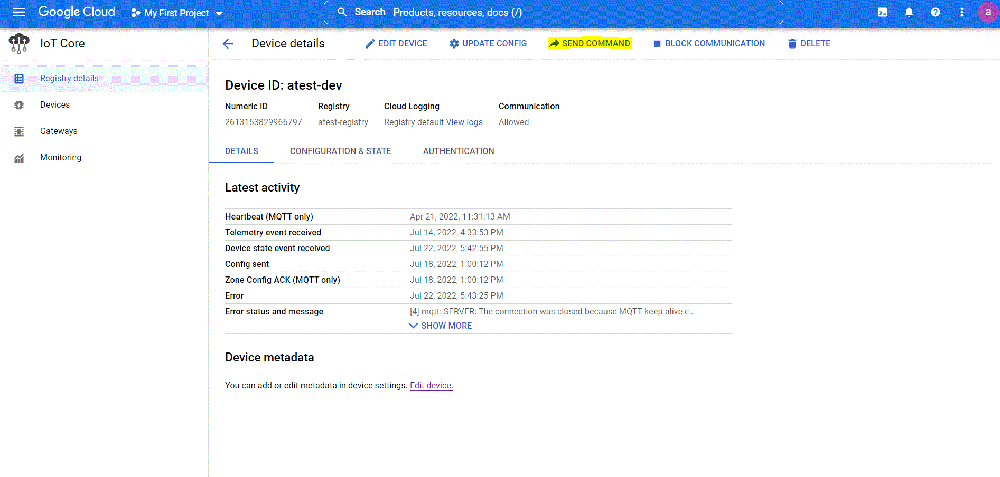 Google Cloud My First Project Search Products, resources, docs (/) a
IoT Core
Device details EDIT DEVICE UPDATE CONFIG SEND COMMAND BLOCK COMMUNICATION DELETE
Registry details
Devices
Gateways
Monitoring
Device ID: atest-dev
Numeric ID Registry Cloud Logging Communication
2613153829966797 atest-registry Registry default View logs Allowed
DETAILS CONFIGURATION & STATE AUTHENTICATION
Latest activity
Heartbeat (MQTT only) Apr 21, 2022, 11:31:13 AM
Telemetry event received Jul 14, 2022, 4:33:53 PM
Device state event received Jul 22, 2022, 5:42:55 PM
Config sent Jul 18, 2022, 1:00:12 PM
Zone Config ACK (MQTT only) Jul 18, 2022, 1:00:12 PM
Error Jul 22, 2022, 5:43:25 PM
Error status and message [4] mqtt: SERVER: The connection was closed because MQTT keep-alive c...
SHOW MORE
Device metadata
You can add or edit metadata in device settings. Edit device.